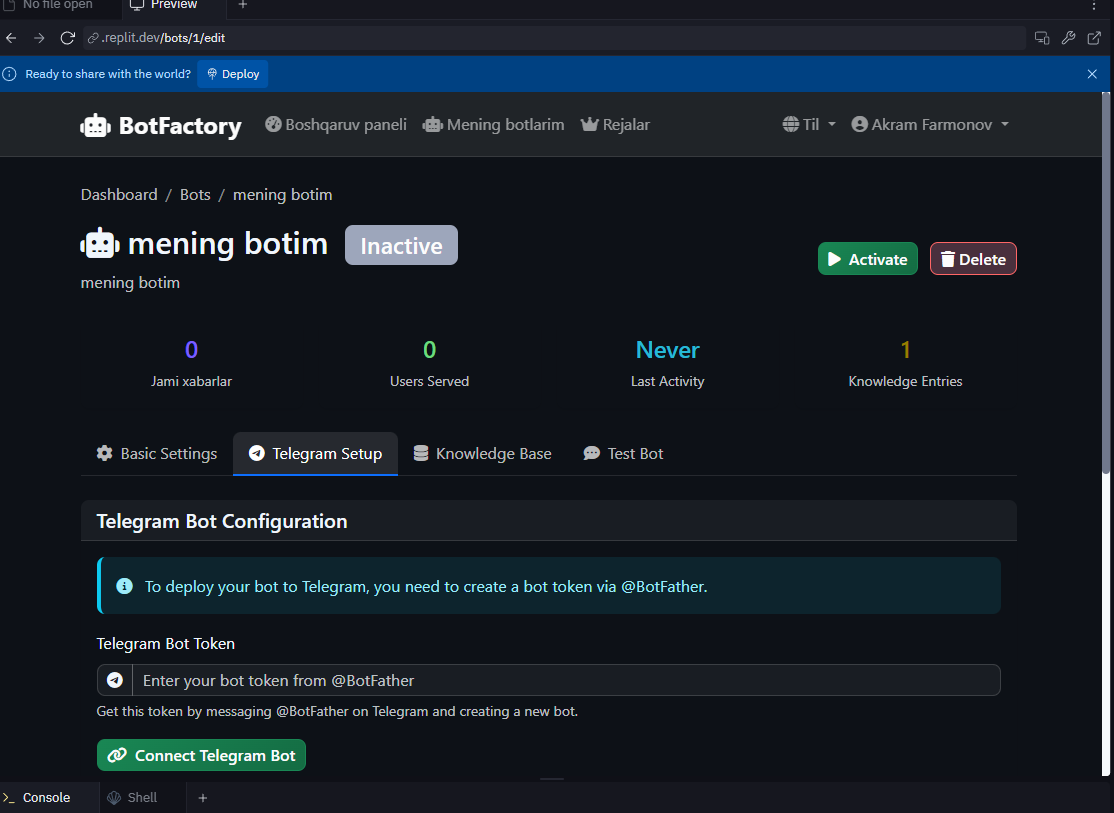 No file open Preview
.replit.dev/bots/1/edit
Ready to share with the world? Deploy
BotFactory Boshqaruv paneli Mening botlarim Rejalar Til Akram Farmonov
Dashboard / Bots / mening botim
mening botim Inactive
Activate Delete
mening botim
0 0 Never 1
Jami xabarlar Users Served Last Activity Knowledge Entries
Basic Settings Telegram Setup Knowledge Base Test Bot
Telegram Bot Configuration
To deploy your bot to Telegram, you need to create a bot token via @BotFather.
Telegram Bot Token
Enter your bot token from @BotFather
Get this token by messaging @BotFather on Telegram and creating a new bot.
Connect Telegram Bot
Console Shell